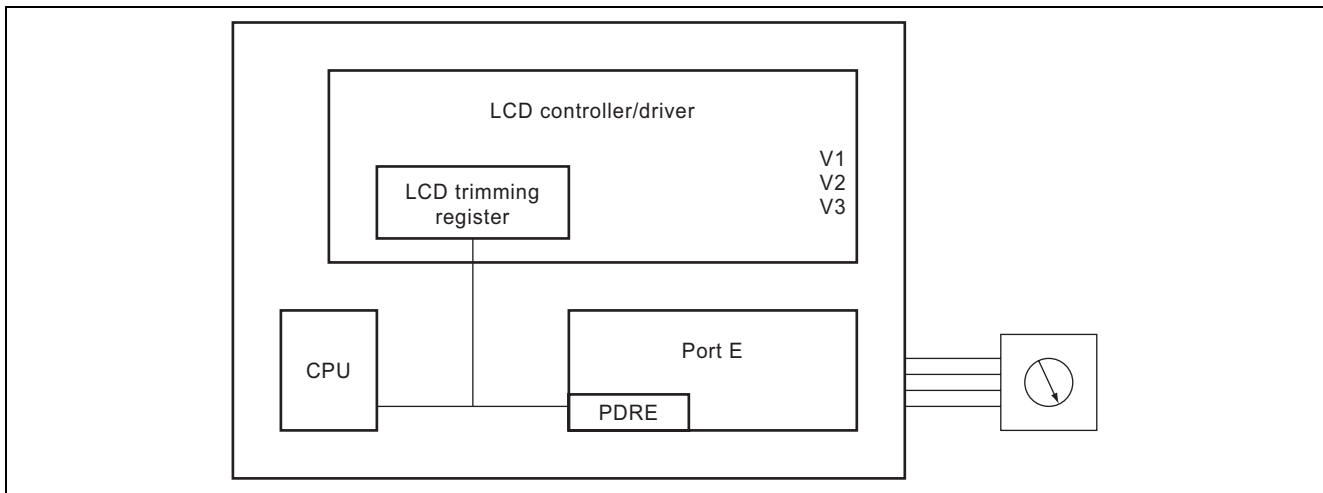 LCD controller/driver
V1
V2
V3
LCD trimming
register
CPU
Port E
PDRE